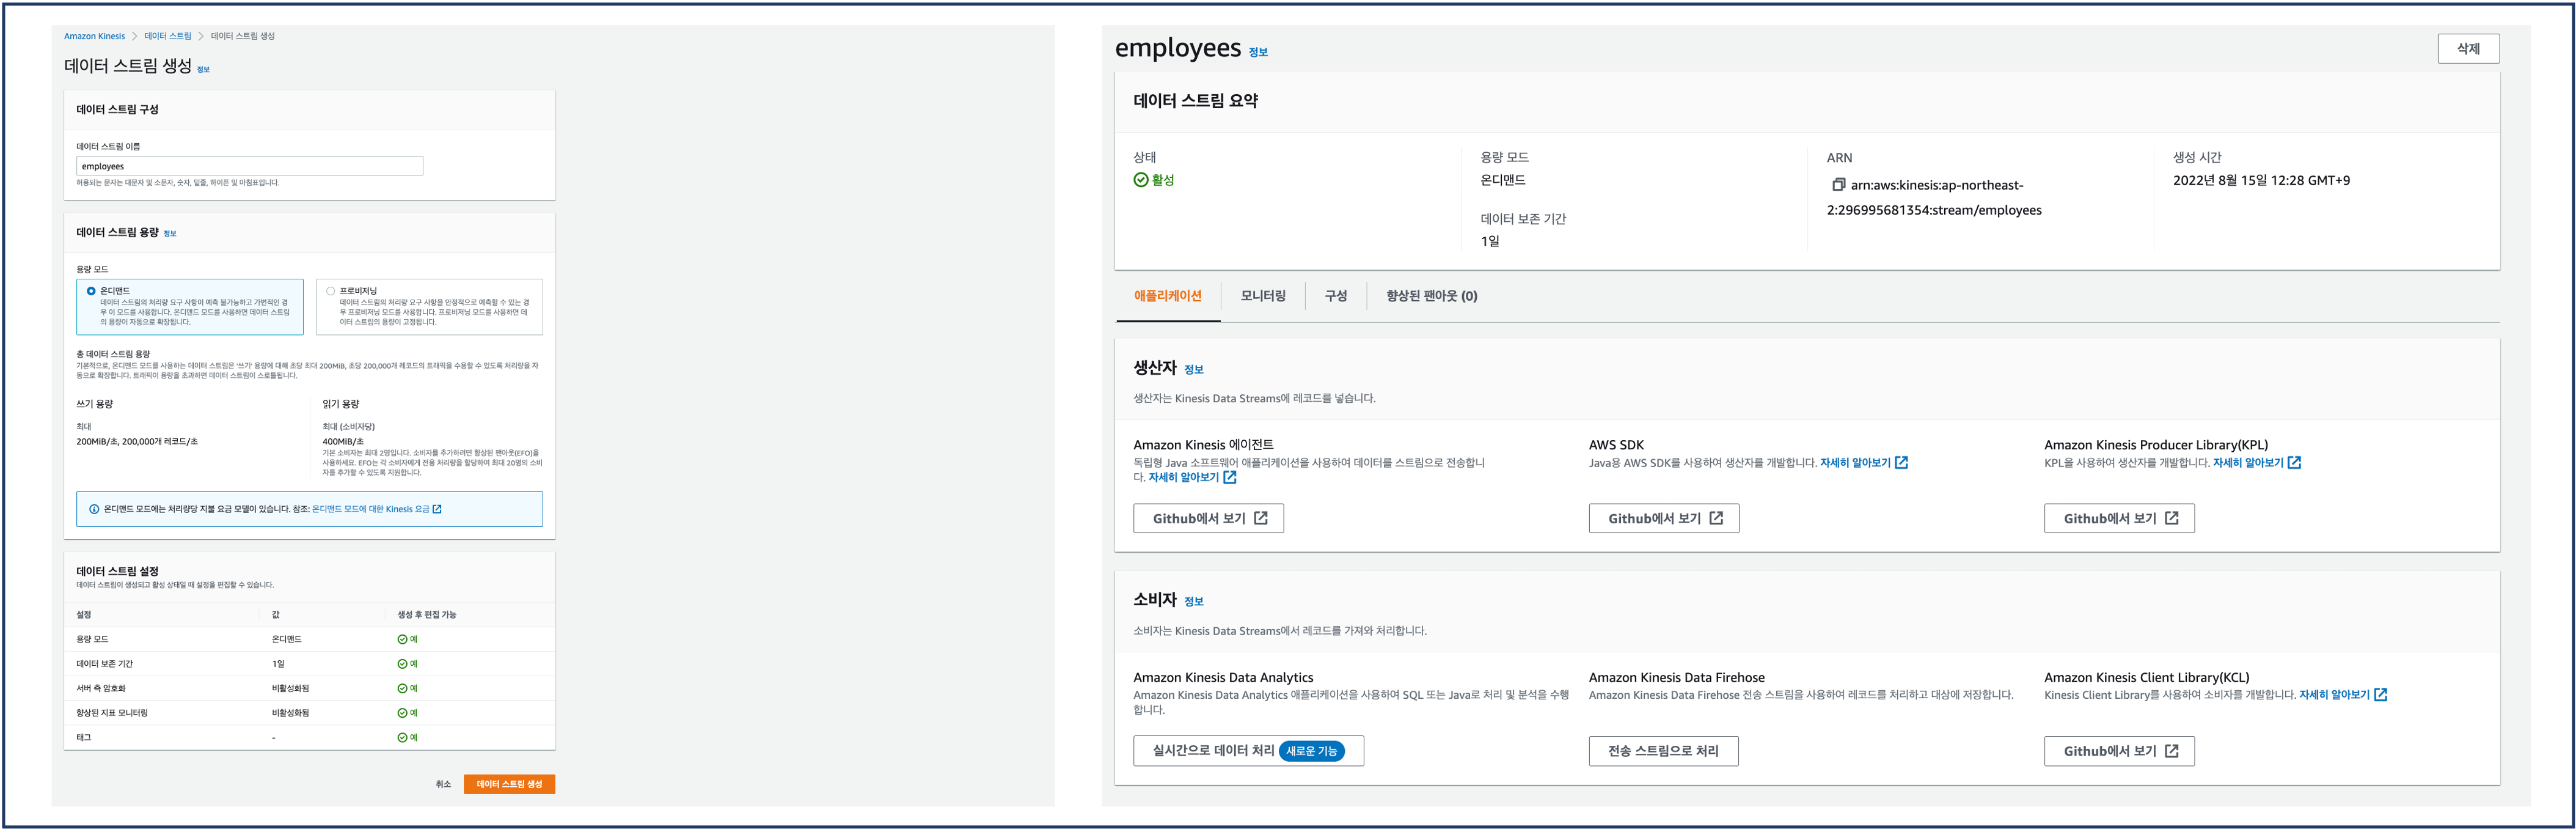 Amazon Kinesis > 데이터 스트림 > 데이터 스트림 생성
데이터 스트림 생성 정보
데이터 스트림 구성
데이터 스트림 이름
employees
허용되는 문자는 대문자 및 소문자, 숫자, 밑줄, 하이픈 및 마침표입니다.
데이터 스트림 용량 정보
용량 모드
온디맨드
데이터 스트림의 처리량 요구 사항이 예측 불가능하고 가변적인 경
우 이 모드를 사용합니다. 온디맨드 모드를 사용하면 데이터 스트림
의 용량이 자동으로 확장됩니다.
프로비저닝
데이터 스트림의 처리량 요구 사항을 안정적으로 예측할 수 있는 경
우 프로비저닝 모드를 사용합니다. 프로비저닝 모드를 사용하면 데
이터 스트림의 용량이 고정됩니다.
총 데이터 스트림 용량
기본적으로, 온디맨드 모드를 사용하는 데이터 스트림은 '쓰기' 용량에 대해 초당 최대 200MiB, 초당 200,000개 레코드의 트래픽을 수용할 수 있도록 처리량을 자
동으로 확장합니다. 트래픽이 용량을 초과하면 데이터 스트림이 스로틀됩니다.
쓰기 용량
최대
200MiB/초, 200,000개 레코드/초
읽기 용량
최대 (소비자당)
400MiB/초
기본 소비자는 최대 2명입니다. 소비자를 추가하려면 향상된 팬아웃(EFO)을
사용하세요. EFO는 각 소비자에게 전용 처리량을 할당하여 최대 20명의 소비
자를 추가할 수 있도록 지원합니다.
온디맨드 모드에는 처리량당 지불 요금 모델이 있습니다. 참조: 온디맨드 모드에 대한 Kinesis 요금
데이터 스트림 설정
데이터 스트림이 생성되고 활성 상태일 때 설정을 편집할 수 있습니다.
설정 값 생성 후 편집 가능
용량 모드 온디맨드 예
데이터 보존 기간 1일 예
서버 측 암호화 비활성화됨 예
향상된 지표 모니터링 비활성화됨 예
태그 - 예
취소 데이터 스트림 생성
employees 정보
삭제
데이터 스트림 요약
상태
활성
용량 모드
온디맨드
데이터 보존 기간
1일
ARN
arn:aws:kinesis:ap-northeast-
2:296995681354:stream/employees
생성 시간
2022년 8월 15일 12:28 GMT+9
애플리케이션 모니터링 구성 향상된 팬아웃 (0)
생산자 정보
생산자는 Kinesis Data Streams에 레코드를 넣습니다.
Amazon Kinesis 에이전트
독립형 Java 소프트웨어 애플리케이션을 사용하여 데이터를 스트림으로 전송합니
다. 자세히 알아보기
Github에서 보기
AWS SDK
Java용 AWS SDK를 사용하여 생산자를 개발합니다. 자세히 알아보기
Github에서 보기
Amazon Kinesis Producer Library(KPL)
KPL을 사용하여 생산자를 개발합니다. 자세히 알아보기
Github에서 보기
소비자 정보
소비자는 Kinesis Data Streams에서 레코드를 가져와 처리합니다.
Amazon Kinesis Data Analytics
Amazon Kinesis Data Analytics 애플리케이션을 사용하여 SQL 또는 Java로 처리 및 분석을 수행
합니다.
실시간으로 데이터 처리 새로운 기능
Amazon Kinesis Data Firehose
Amazon Kinesis Data Firehose 전송 스트림을 사용하여 레코드를 처리하고 대상에 저장합니다.
전송 스트림으로 처리
Amazon Kinesis Client Library(KCL)
Kinesis Client Library를 사용하여 소비자를 개발합니다. 자세히 알아보기
Github에서 보기